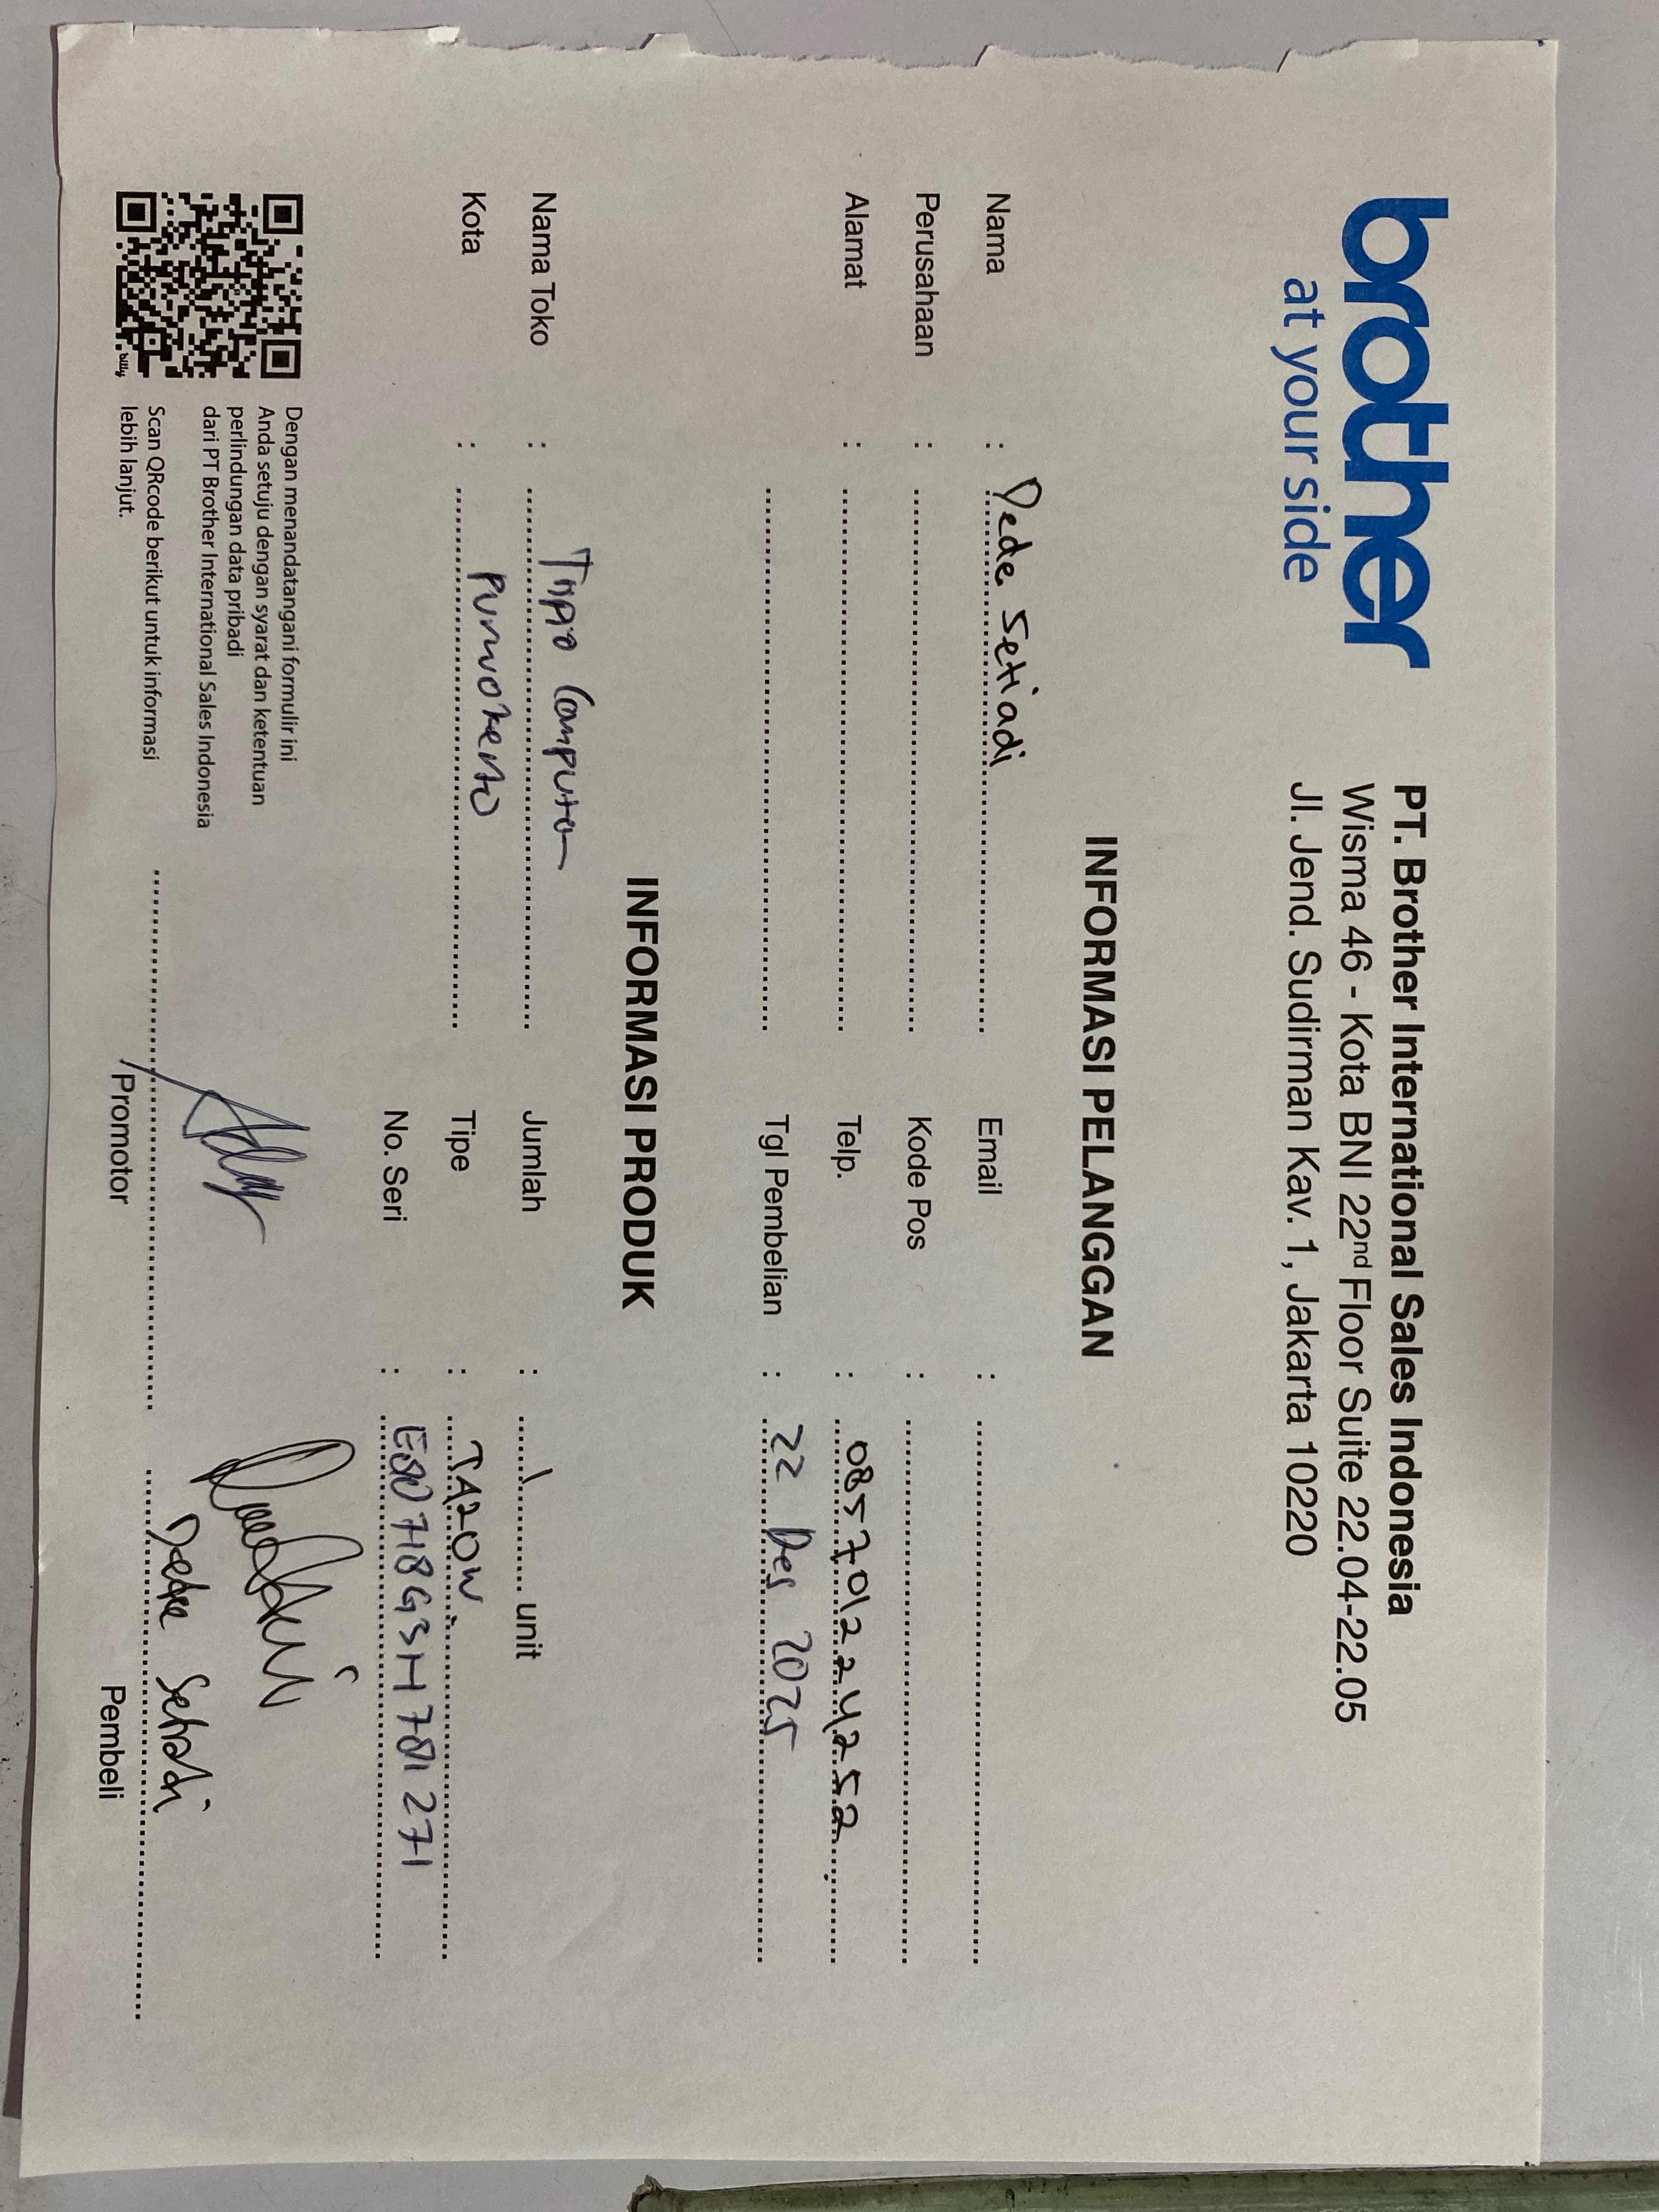 brother
at your side
PT. Brother International Sales Indonesia
Wisma 46 - Kota BNI 22nd Floor Suite 22.04-22.05
Jl. Jend. Sudirman Kav. 1, Jakarta 10220
INFORMASI PELANGGAN
Nama : Dede Setiadi Email :
Perusahaan : Kode Pos :
Alamat : Telp. : 085701224252
Tgl Pembelian : 22 Des 2025
INFORMASI PRODUK
Nama Toko : Computer Jumlah : 1 unit
Kota : Purwokerto Tipe : TA20W
No. Seri :
Dengan menandatangani formulir ini
Anda setuju dengan syarat dan ketentuan
perlindungan data pribadi
dari PT Brother International Sales Indonesia
Scan QRcode berikut untuk informasi
lebih lanjut.
bitly
Dede Setiadi
Promotor Pembeli